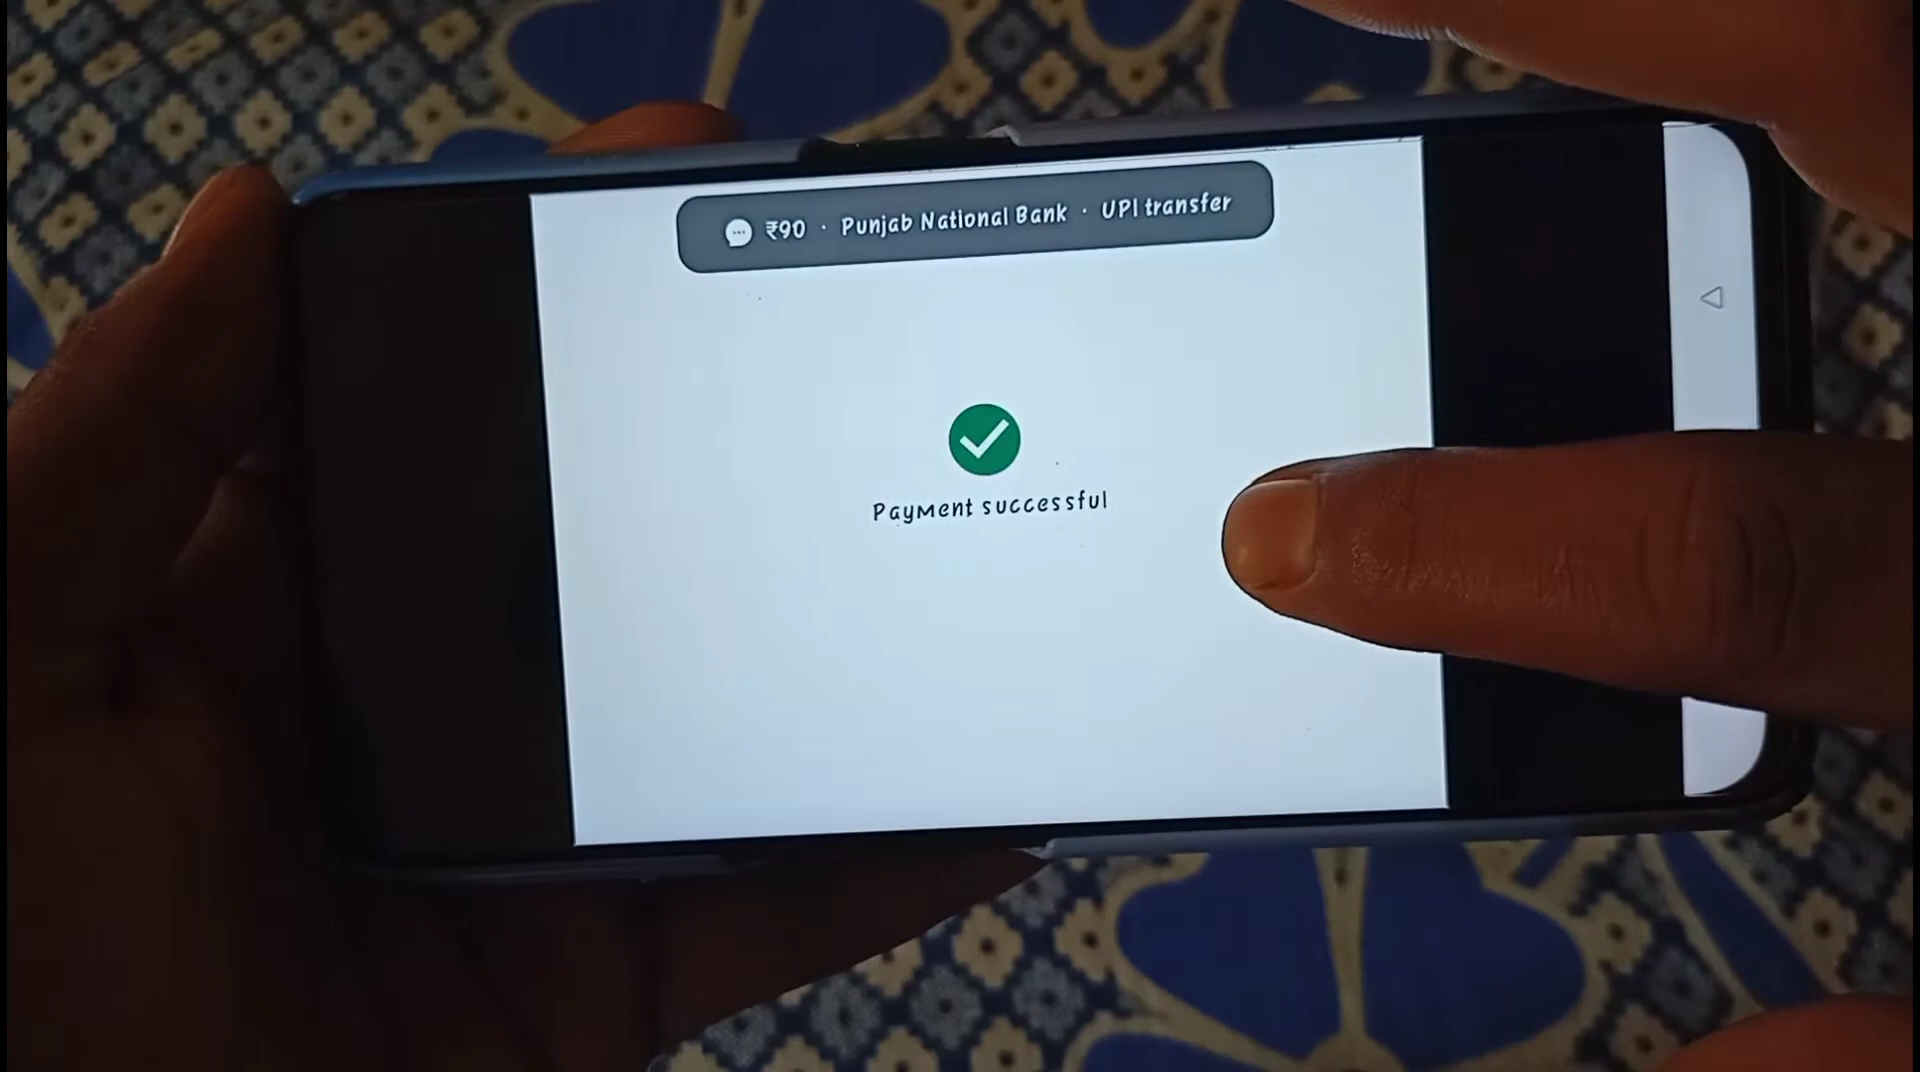 ₹90 · Punjab National Bank · UPI transfer
Payment successful